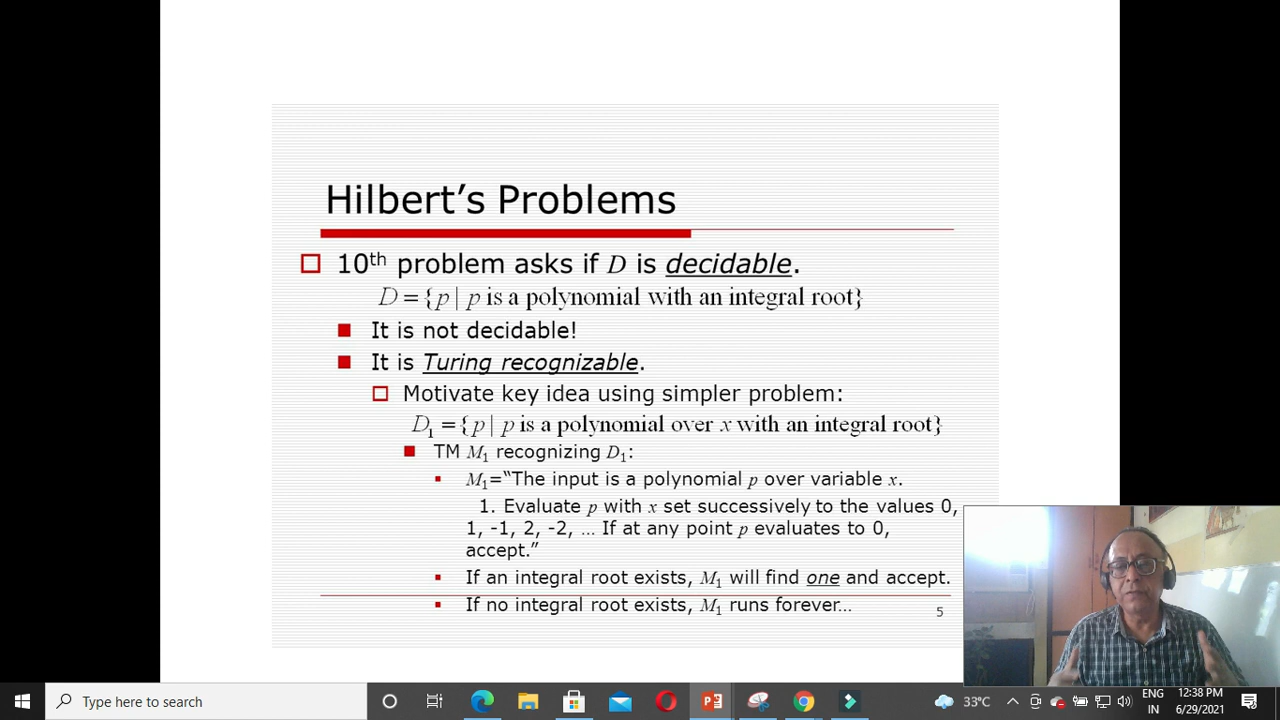 Hilbert’s Problems
10th problem asks if D is decidable.
D = {p | p is a polynomial with an integral root}
It is not decidable!
It is Turing recognizable.
Motivate key idea using simpler problem:
D1 = {p | p is a polynomial over x with an integral root}
TM M1 recognizing D1:
M1=“The input is a polynomial p over variable x.
1. Evaluate p with x set successively to the values 0,
1, -1, 2, -2, … If at any point p evaluates to 0,
accept.”
If an integral root exists, M1 will find one and accept.
If no integral root exists, M1 runs forever…
5
Type here to search
33°C
ENG
IN
12:38 PM
6/29/2021